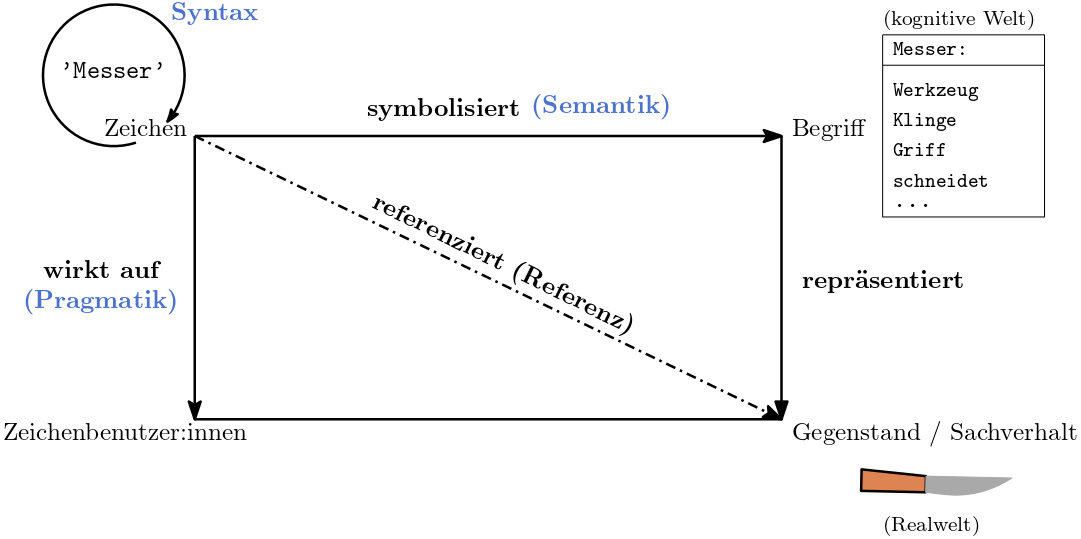 Syntax
(kognitive Welt)
'Messer'
Messer:
Werkzeug
Klinge
Griff
schneidet
...
symbolisiert (Semantik)
Zeichen
Begriff
referenziert (Referenz)
wirkt auf
(Pragmatik)
repräsentiert
Zeichenbenutzer:innen
Gegenstand / Sachverhalt
(Realwelt)